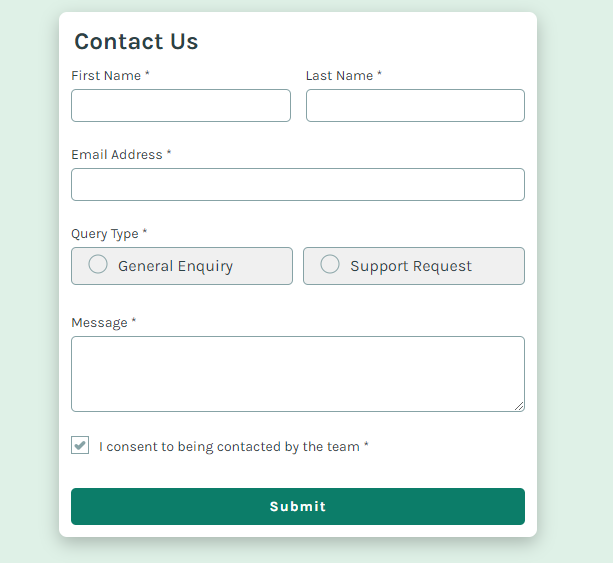 Contact Us
First Name * Last Name *
Email Address *
Query Type *
General Enquiry Support Request
Message *
I consent to being contacted by the team *
Submit